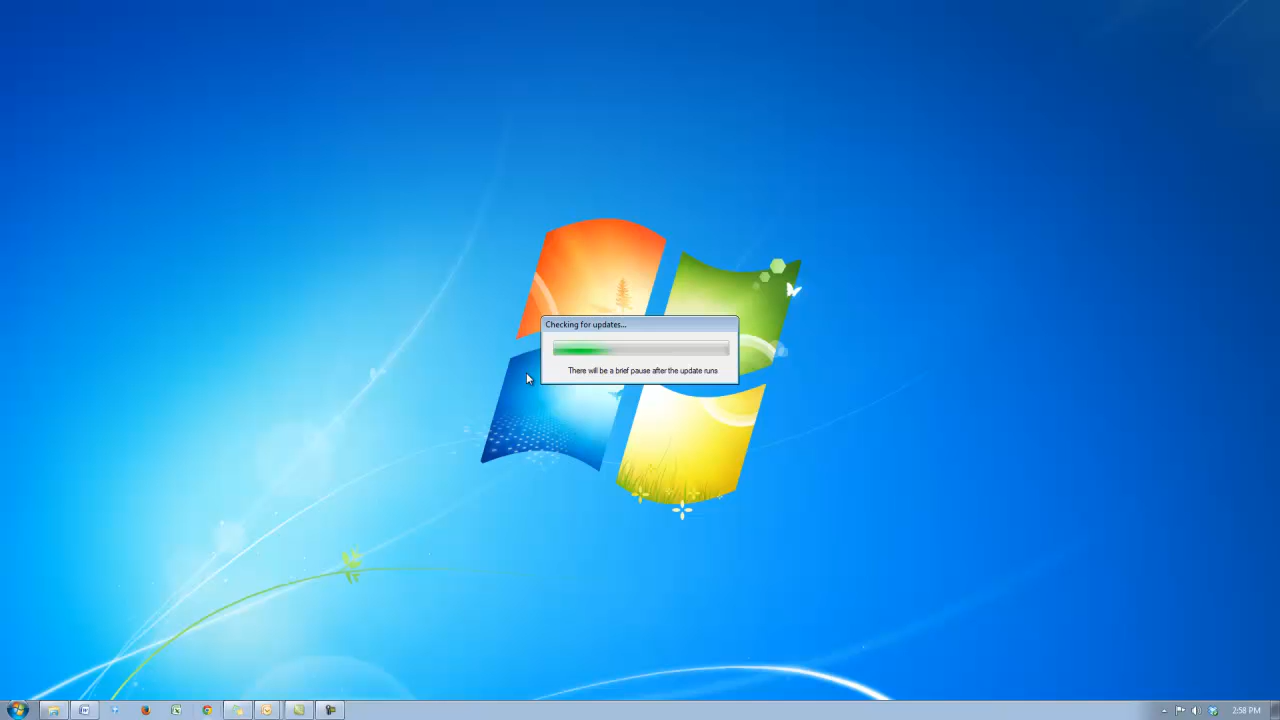 Checking for updates...
There will be a brief pause after the update runs
2:58 PM